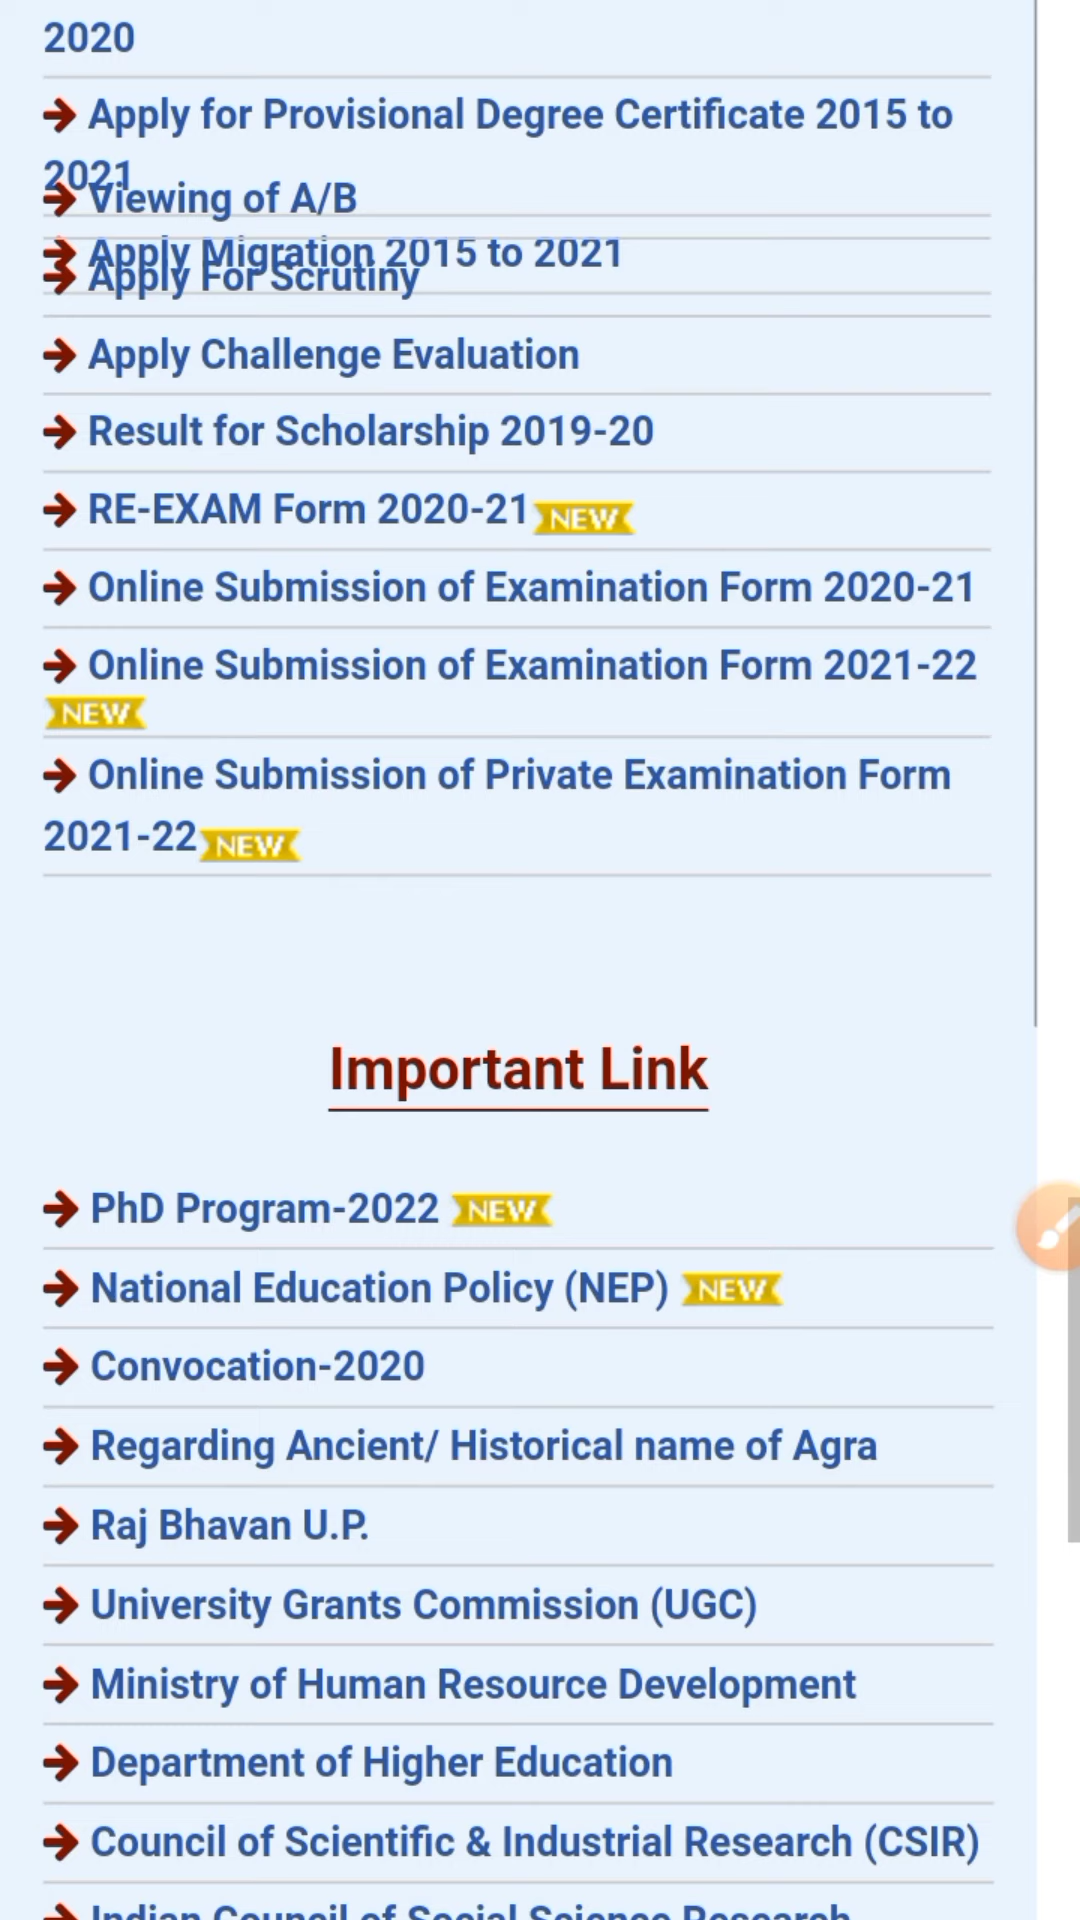 2020
Apply for Provisional Degree Certificate 2015 to
2021
Viewing of A/B
Apply Migration 2015 to 2021
Apply For Scrutiny
Apply Challenge Evaluation
Result for Scholarship 2019-20
RE-EXAM Form 2020-21 NEW
Online Submission of Examination Form 2020-21
Online Submission of Examination Form 2021-22
NEW
Online Submission of Private Examination Form
2021-22 NEW
Important Link
PhD Program-2022 NEW
National Education Policy (NEP) NEW
Convocation-2020
Regarding Ancient/ Historical name of Agra
Raj Bhavan U.P.
University Grants Commission (UGC)
Ministry of Human Resource Development
Department of Higher Education
Council of Scientific & Industrial Research (CSIR)
Indian Council of Social Science Research